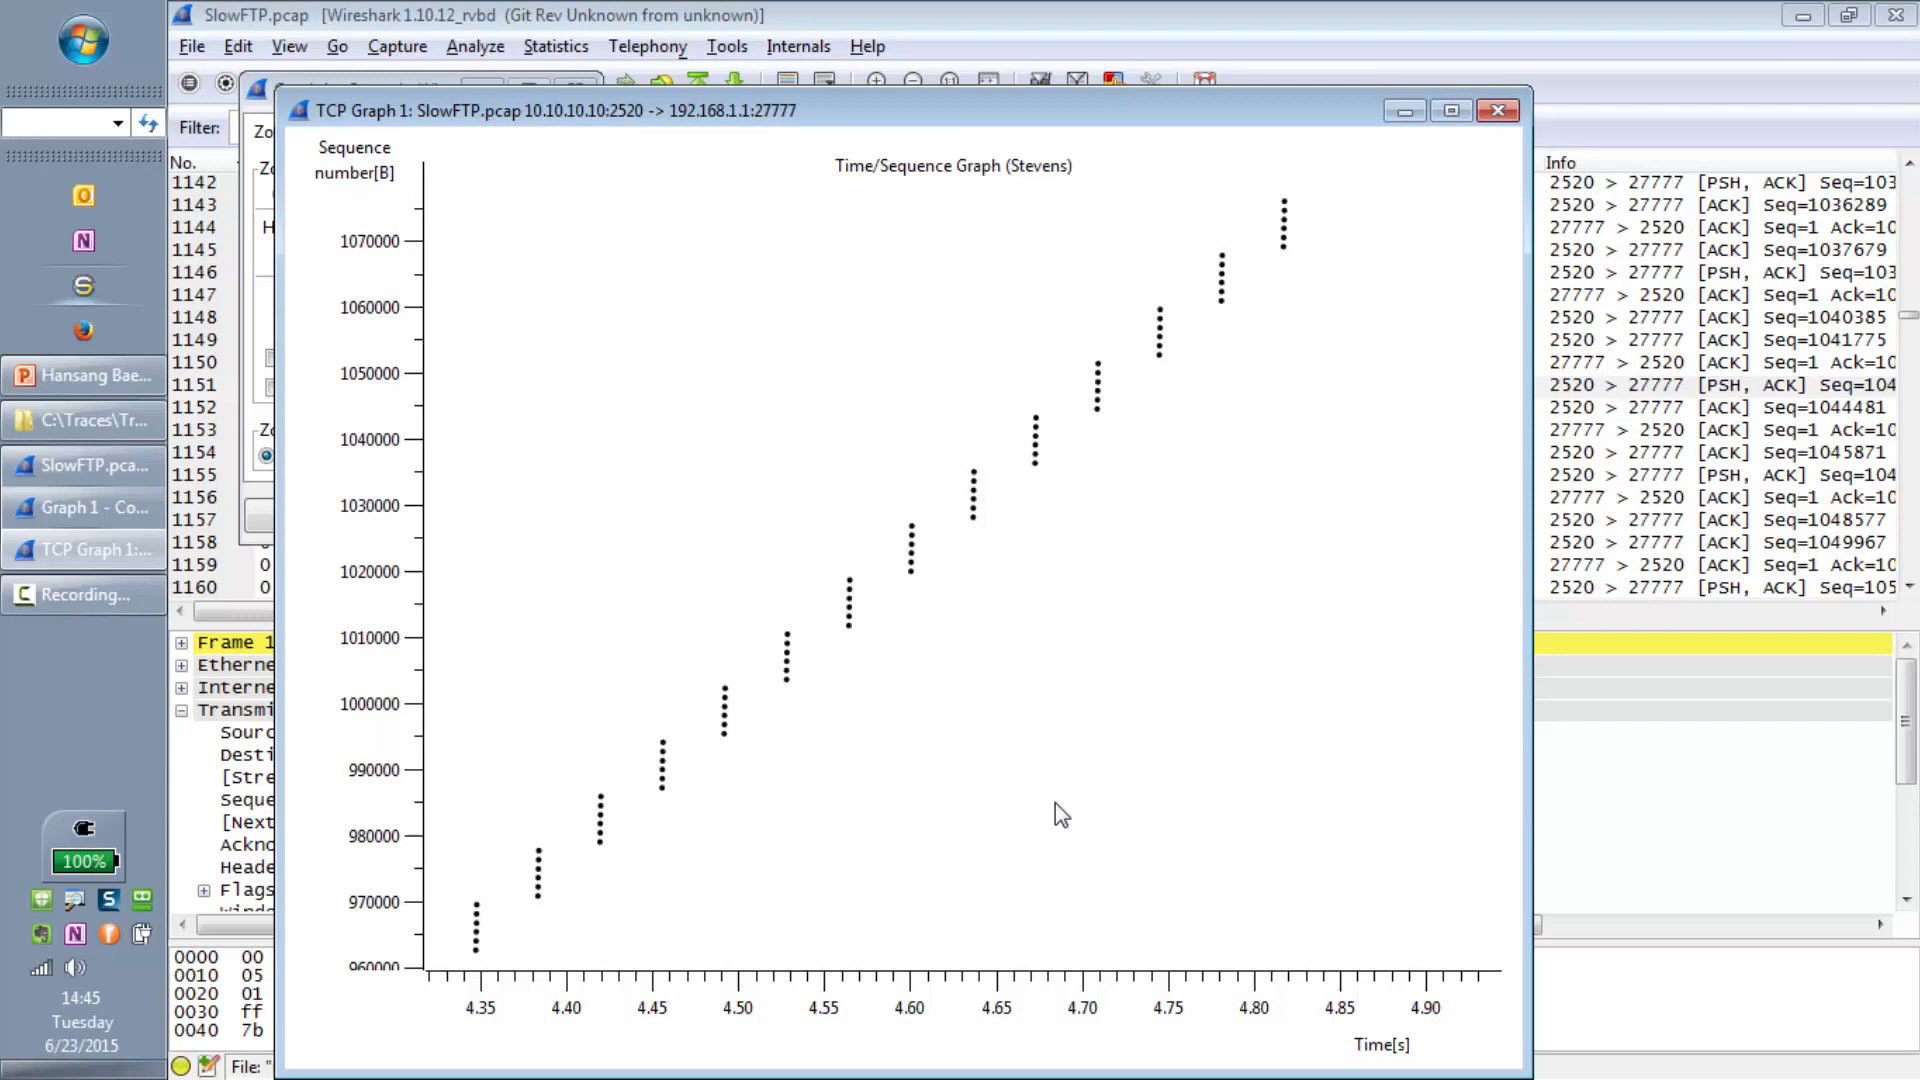 SlowFTP.pcap [Wireshark 1.10.12_rvbd (Git Rev Unknown from unknown)]
File Edit View Go Capture Analyze Statistics Telephony Tools Internals Help
TCP Graph 1: SlowFTP.pcap 10.10.10.10:2520 -> 192.168.1.1:27777
Filter:
Zo
Zo
H
Zo
Sequence
number[B]
Time/Sequence Graph (Stevens)
1070000
1060000
1050000
1040000
1030000
1020000
1010000
1000000
990000
980000
970000
960000
4.35 4.40 4.45 4.50 4.55 4.60 4.65 4.70 4.75 4.80 4.85 4.90
Time[s]
No.
1142
1143
1144
1145
1146
1147
1148
1149
1150
1151
1152
1153
1154
1155
1156
1157
1158
1159 0
1160 0
Info
2520 > 27777 [PSH, ACK] Seq=103
2520 > 27777 [ACK] Seq=1036289
27777 > 2520 [ACK] Seq=1 Ack=10
2520 > 27777 [ACK] Seq=1037679
2520 > 27777 [PSH, ACK] Seq=103
27777 > 2520 [ACK] Seq=1 Ack=10
2520 > 27777 [ACK] Seq=1040385
2520 > 27777 [ACK] Seq=1041775
27777 > 2520 [ACK] Seq=1 Ack=10
2520 > 27777 [PSH, ACK] Seq=104
2520 > 27777 [ACK] Seq=1044481
27777 > 2520 [ACK] Seq=1 Ack=10
2520 > 27777 [ACK] Seq=1045871
2520 > 27777 [PSH, ACK] Seq=104
27777 > 2520 [ACK] Seq=1 Ack=10
2520 > 27777 [ACK] Seq=1048577
2520 > 27777 [ACK] Seq=1049967
27777 > 2520 [ACK] Seq=1 Ack=10
2520 > 27777 [PSH, ACK] Seq=105
Frame 1
Etherne
Interne
Transmi
Sourc
Desti
[Stre
Seque
[Next
Ackno
Heade
Flags
0000 00
0010 05
0020 01
0030 ff
0040 7b
File: "
Hansang Bae...
C:\Traces\Tr...
SlowFTP.pca...
Graph 1 - Co...
TCP Graph 1:...
Recording...
100%
14:45
Tuesday
6/23/2015